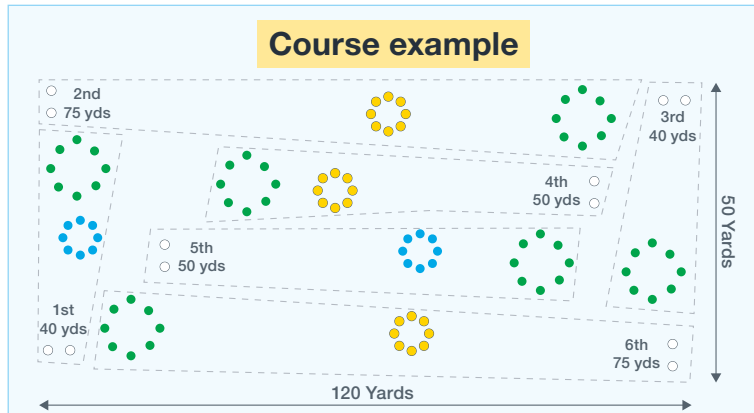 Course example
2nd
75 yds
3rd
40 yds
4th
50 yds
5th
50 yds
1st
40 yds
6th
75 yds
50 Yards
120 Yards